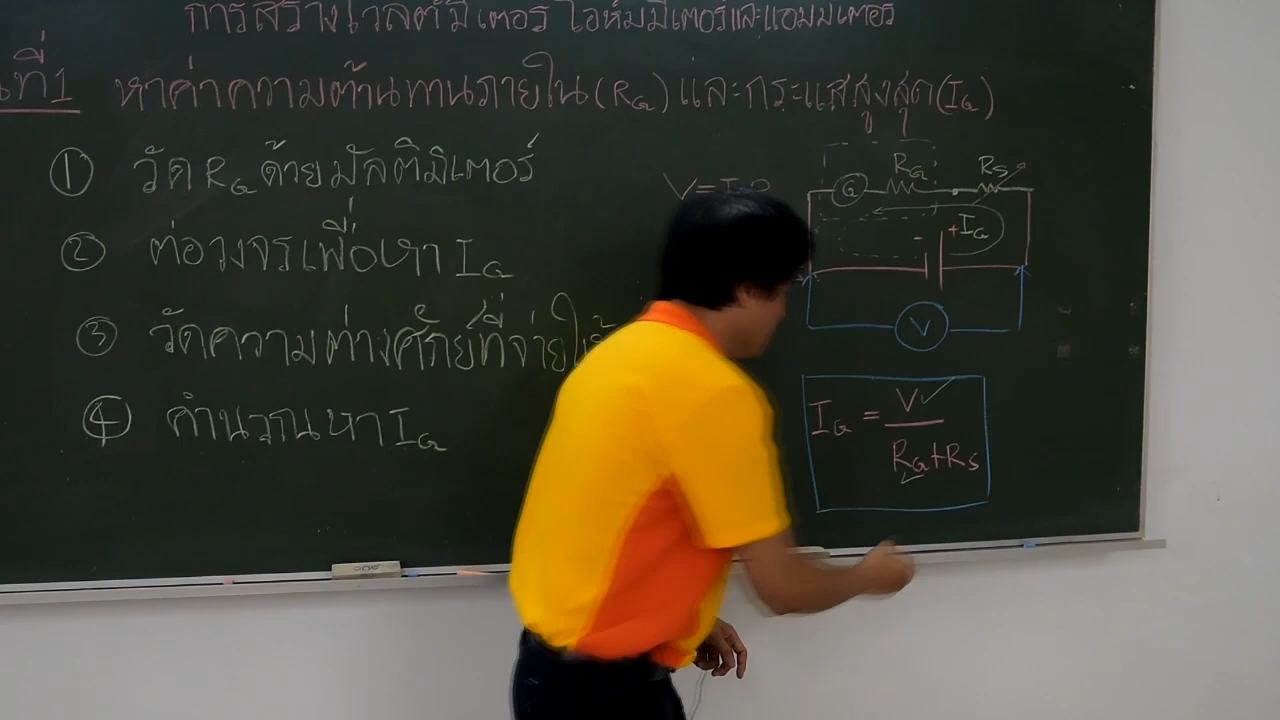 การสร้างโวลต์มิเตอร์ โอห์มมิเตอร์และแอมมิเตอร์
ที่1 หาค่าความต้านทานภายใน(RG) และกระแสสูงสุด(IG)
① วัด RG ด้วยมัลติมิเตอร์
② ต่อวงจรเพื่อหา IG
③ วัดความต่างศักย์ที่จ่าย
④ คำนวณหา IG
V = I
G RG RS
- + IG
V
IG = V / RG+RS